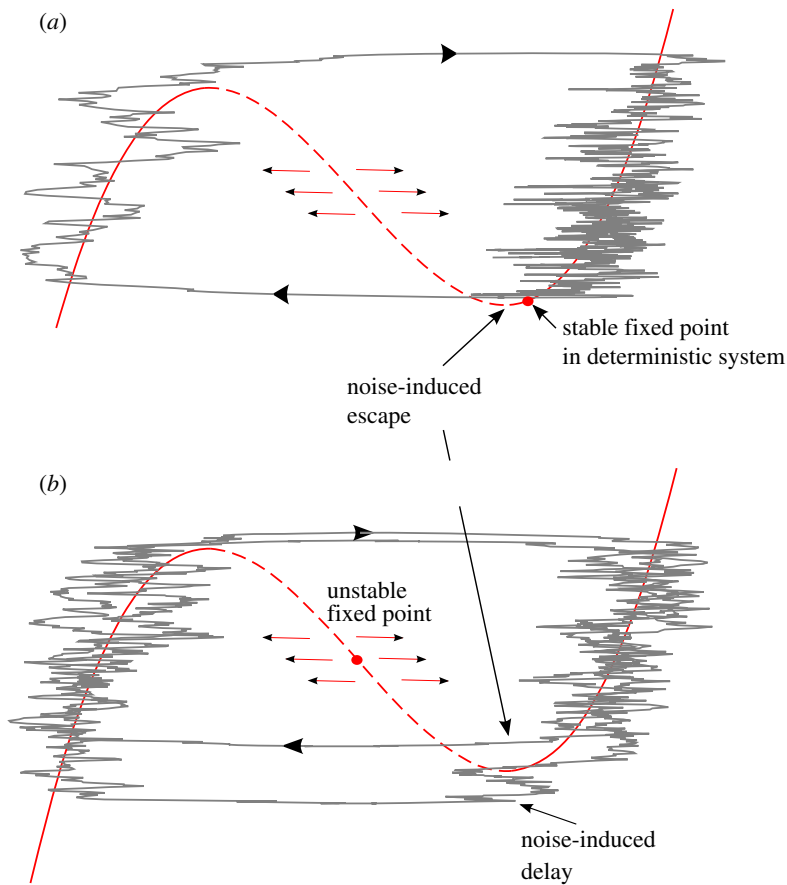 (a)
stable fixed point
in deterministic system
noise-induced
escape
(b)
unstable
fixed point
noise-induced
delay